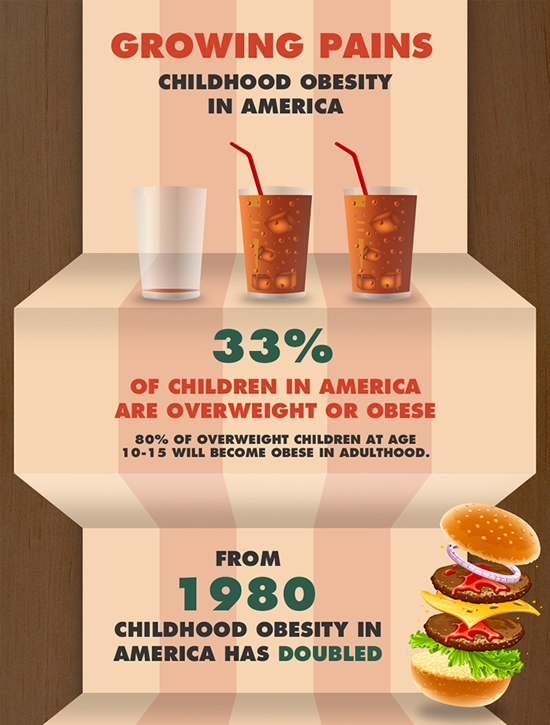 GROWING PAINS
CHILDHOOD OBESITY
IN AMERICA
33%
OF CHILDREN IN AMERICA
ARE OVERWEIGHT OR OBESE
80% OF OVERWEIGHT CHILDREN AT AGE
10-15 WILL BECOME OBESE IN ADULTHOOD.
FROM
1980
CHILDHOOD OBESITY IN
AMERICA HAS DOUBLED